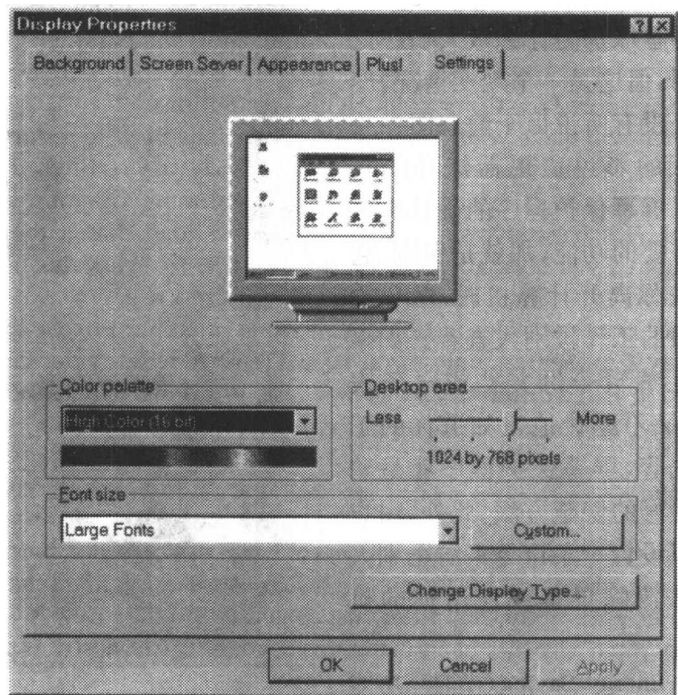 Display Properties
Background Screen Saver Appearance Plus! Settings
Color palette
High Color (16 bit)
Desktop area
Less More
1024 by 768 pixels
Font size
Large Fonts
Custom...
Change Display Type...
OK Cancel Apply